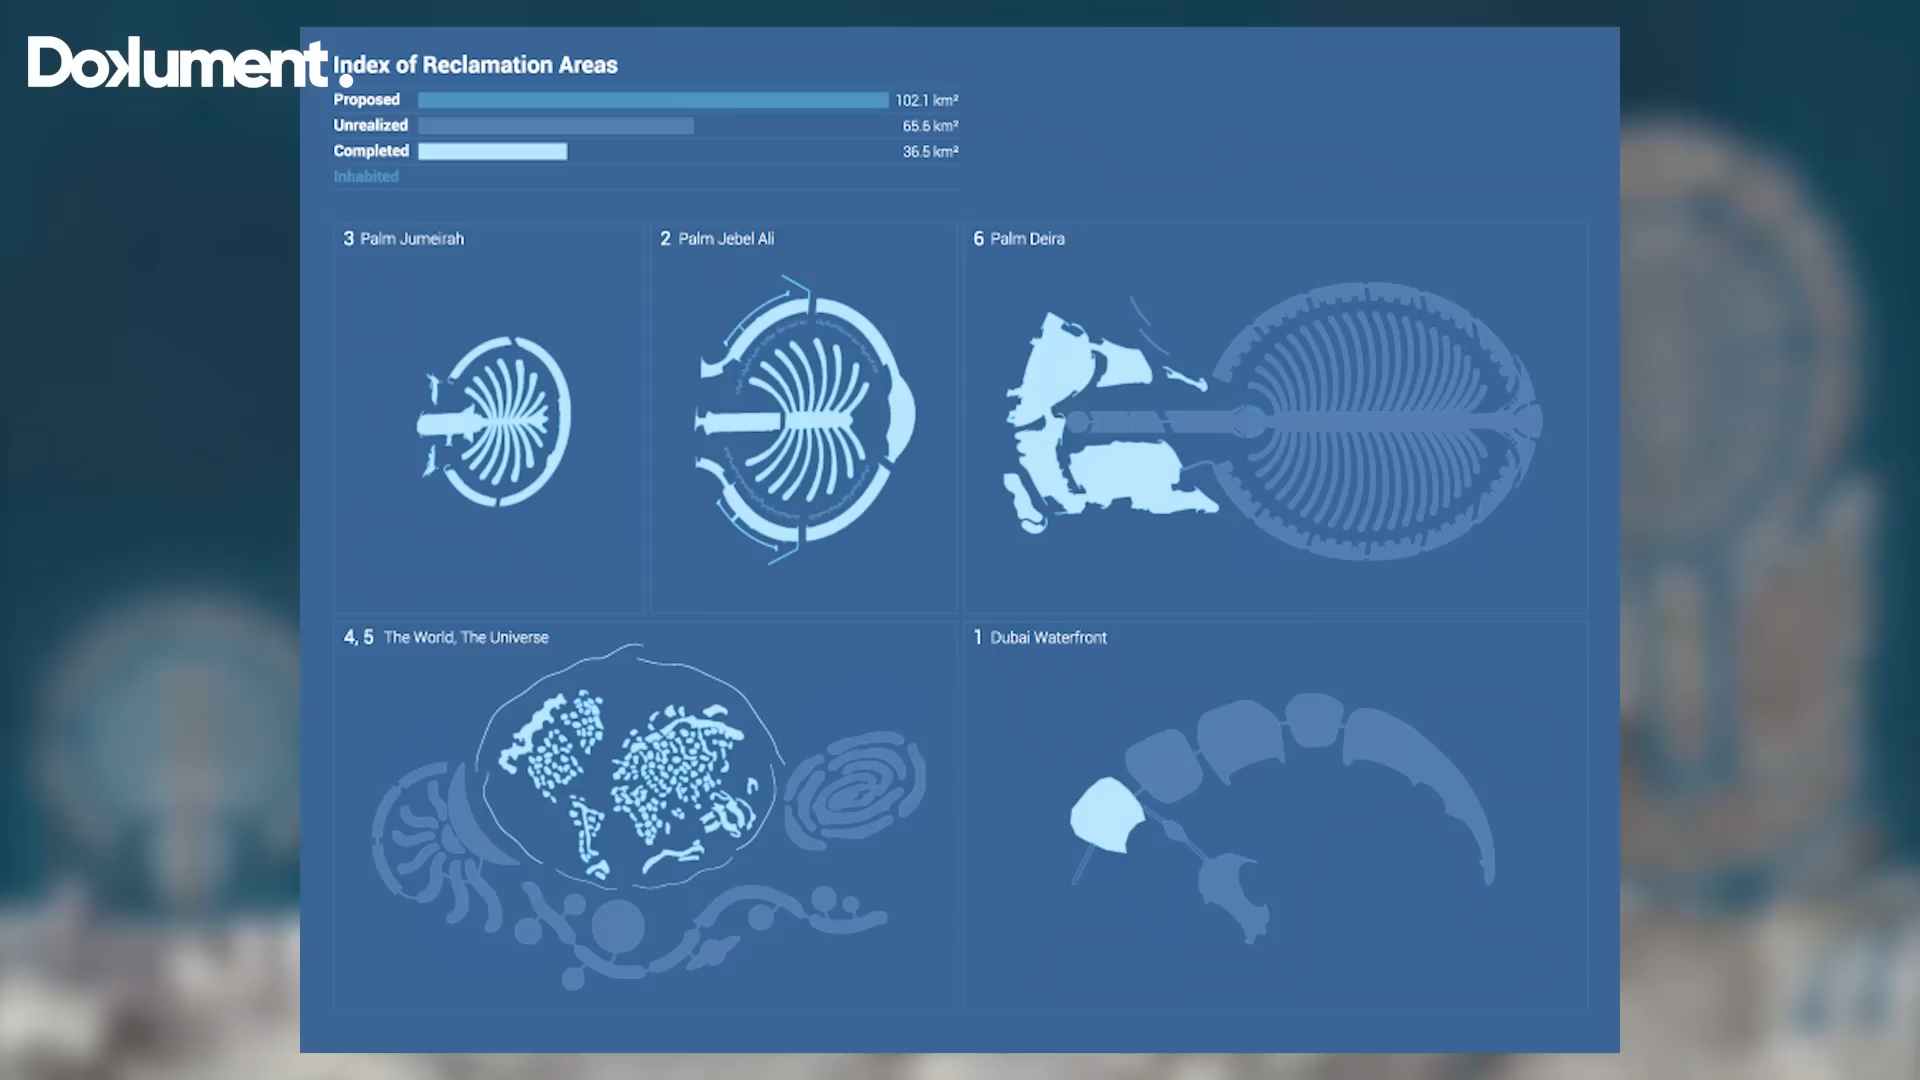 Dokument.
Index of Reclamation Areas
Proposed 102.1 km²
Unrealized 65.6 km²
Completed 36.5 km²
Inhabited
3 Palm Jumeirah
2 Palm Jebel Ali
6 Palm Deira
4, 5 The World, The Universe
1 Dubai Waterfront